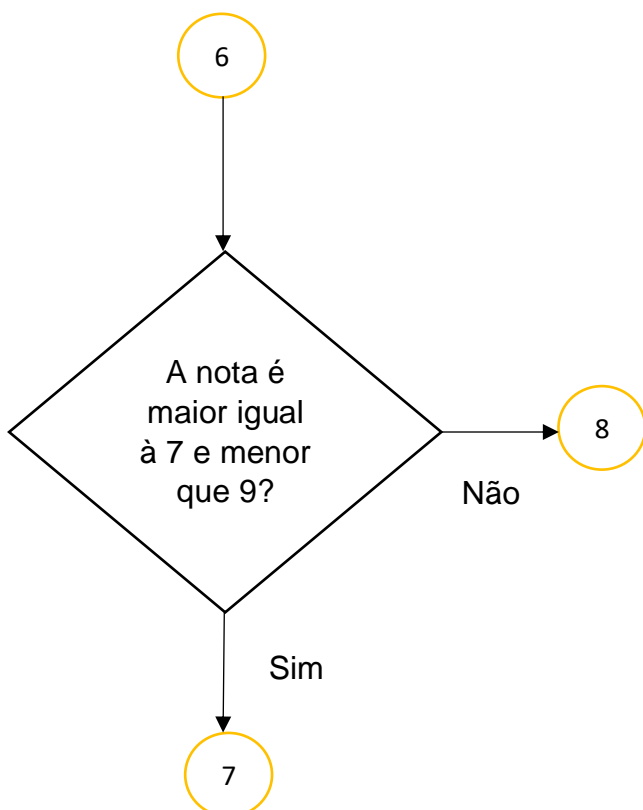 6
A nota é
maior igual
à 7 e menor
que 9?
8
Não
Sim
7